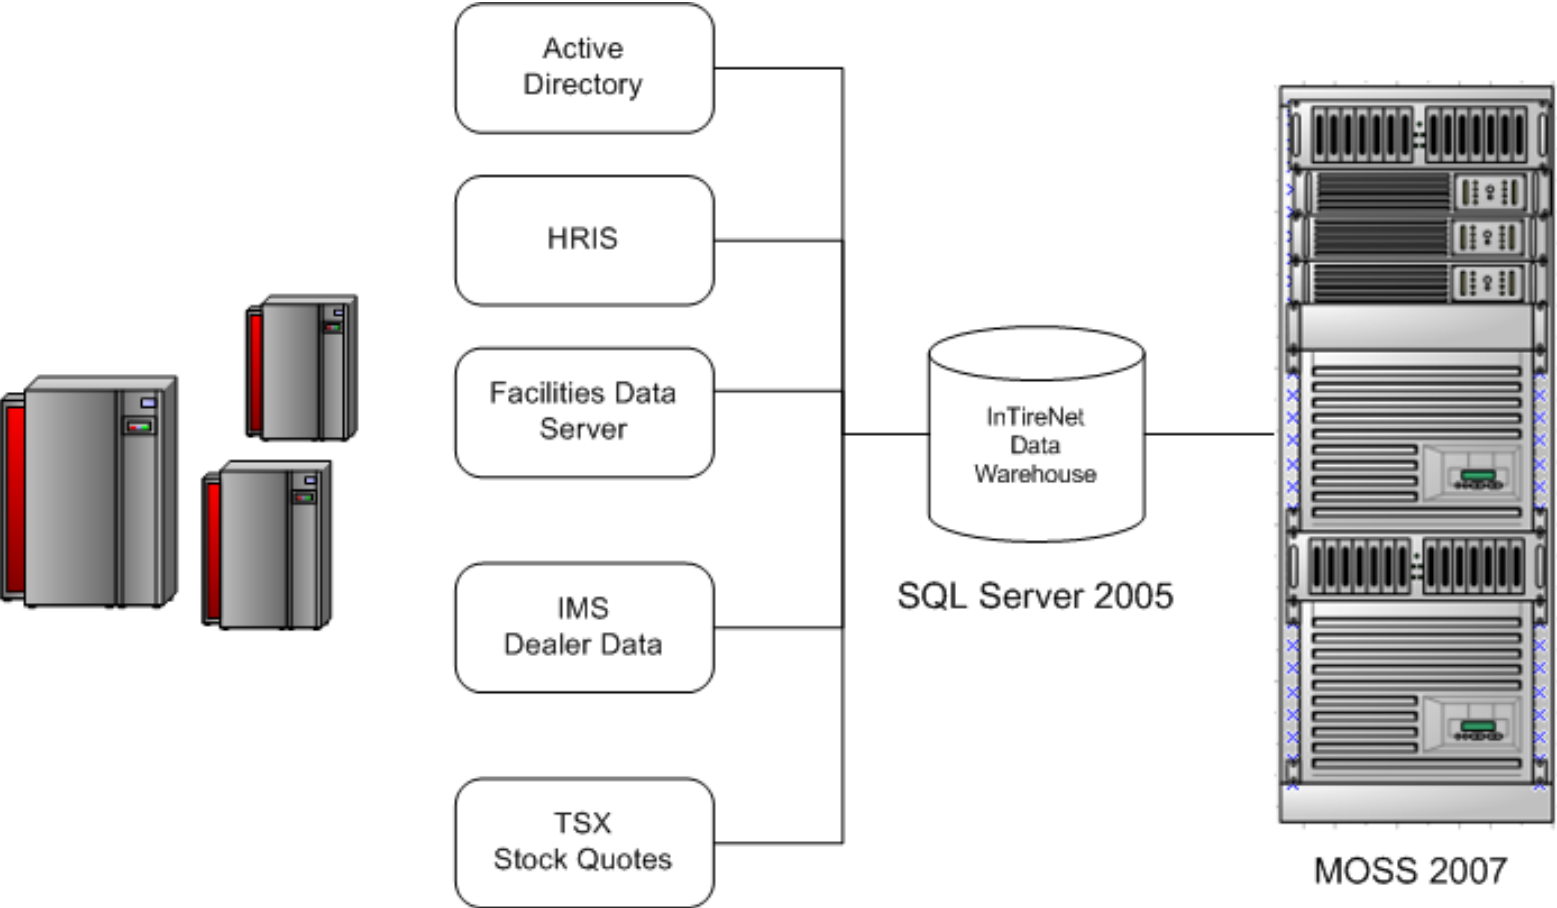 Active
Directory
HRIS
Facilities Data
Server
IMS
Dealer Data
TSX
Stock Quotes
InTireNet
Data
Warehouse
SQL Server 2005
MOSS 2007